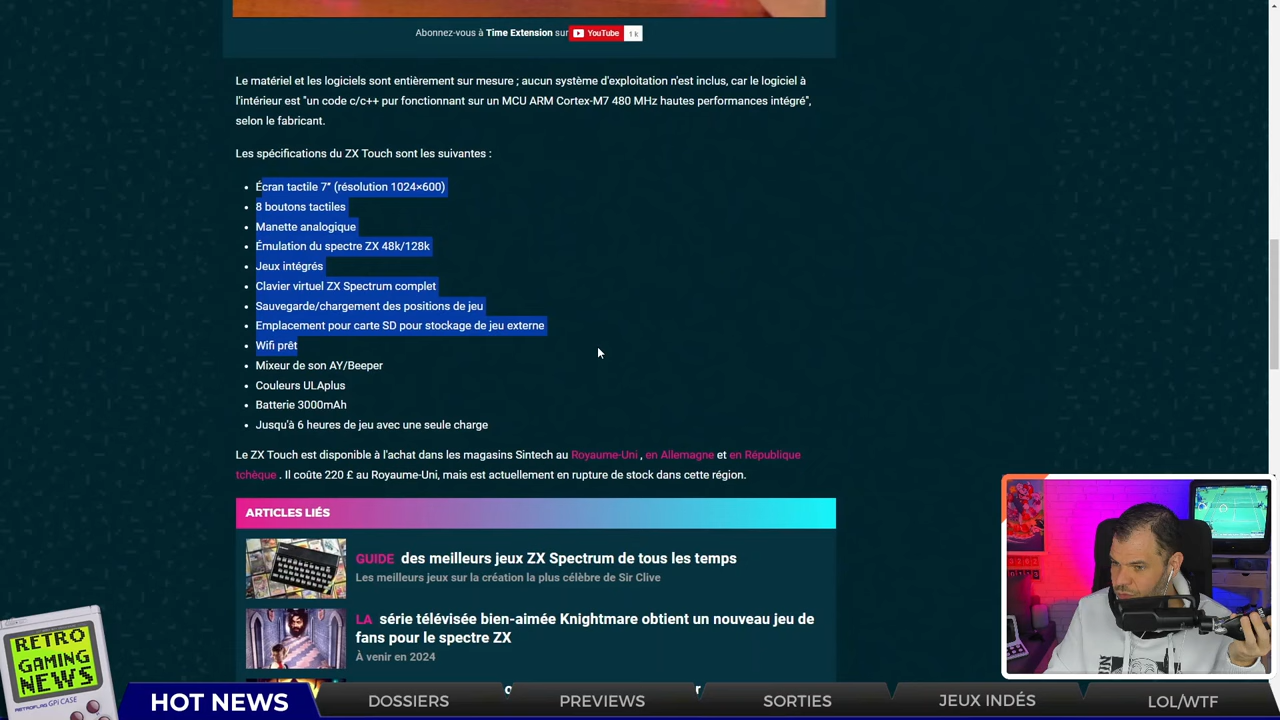 Abonnez-vous à Time Extension sur YouTube 1k
Le matériel et les logiciels sont entièrement sur mesure ; aucun système d'exploitation n'est inclus, car le logiciel à
l'intérieur est "un code c/c++ pur fonctionnant sur un MCU ARM Cortex-M7 480 MHz hautes performances intégré",
selon le fabricant.
Les spécifications du ZX Touch sont les suivantes :
• Écran tactile 7” (résolution 1024×600)
• 8 boutons tactiles
• Manette analogique
• Émulation du spectre ZX 48k/128k
• Jeux intégrés
• Clavier virtuel ZX Spectrum complet
• Sauvegarde/chargement des positions de jeu
• Emplacement pour carte SD pour stockage de jeu externe
• Wifi prêt
• Mixeur de son AY/Beeper
• Couleurs ULAplus
• Batterie 3000mAh
• Jusqu'à 6 heures de jeu avec une seule charge
Le ZX Touch est disponible à l'achat dans les magasins Sintech au Royaume-Uni , en Allemagne et en République
tchèque . Il coûte 220 £ au Royaume-Uni, mais est actuellement en rupture de stock dans cette région.
ARTICLES LIÉS
GUIDE des meilleurs jeux ZX Spectrum de tous les temps
Les meilleurs jeux sur la création la plus célèbre de Sir Clive
LA série télévisée bien-aimée Knightmare obtient un nouveau jeu de
fans pour le spectre ZX
À venir en 2024
RETRO
GAMING
NEWS
RETROFLAG GPi CASE
HOT NEWS
DOSSIERS
PREVIEWS
SORTIES
JEUX INDÉS
LOL/WTF